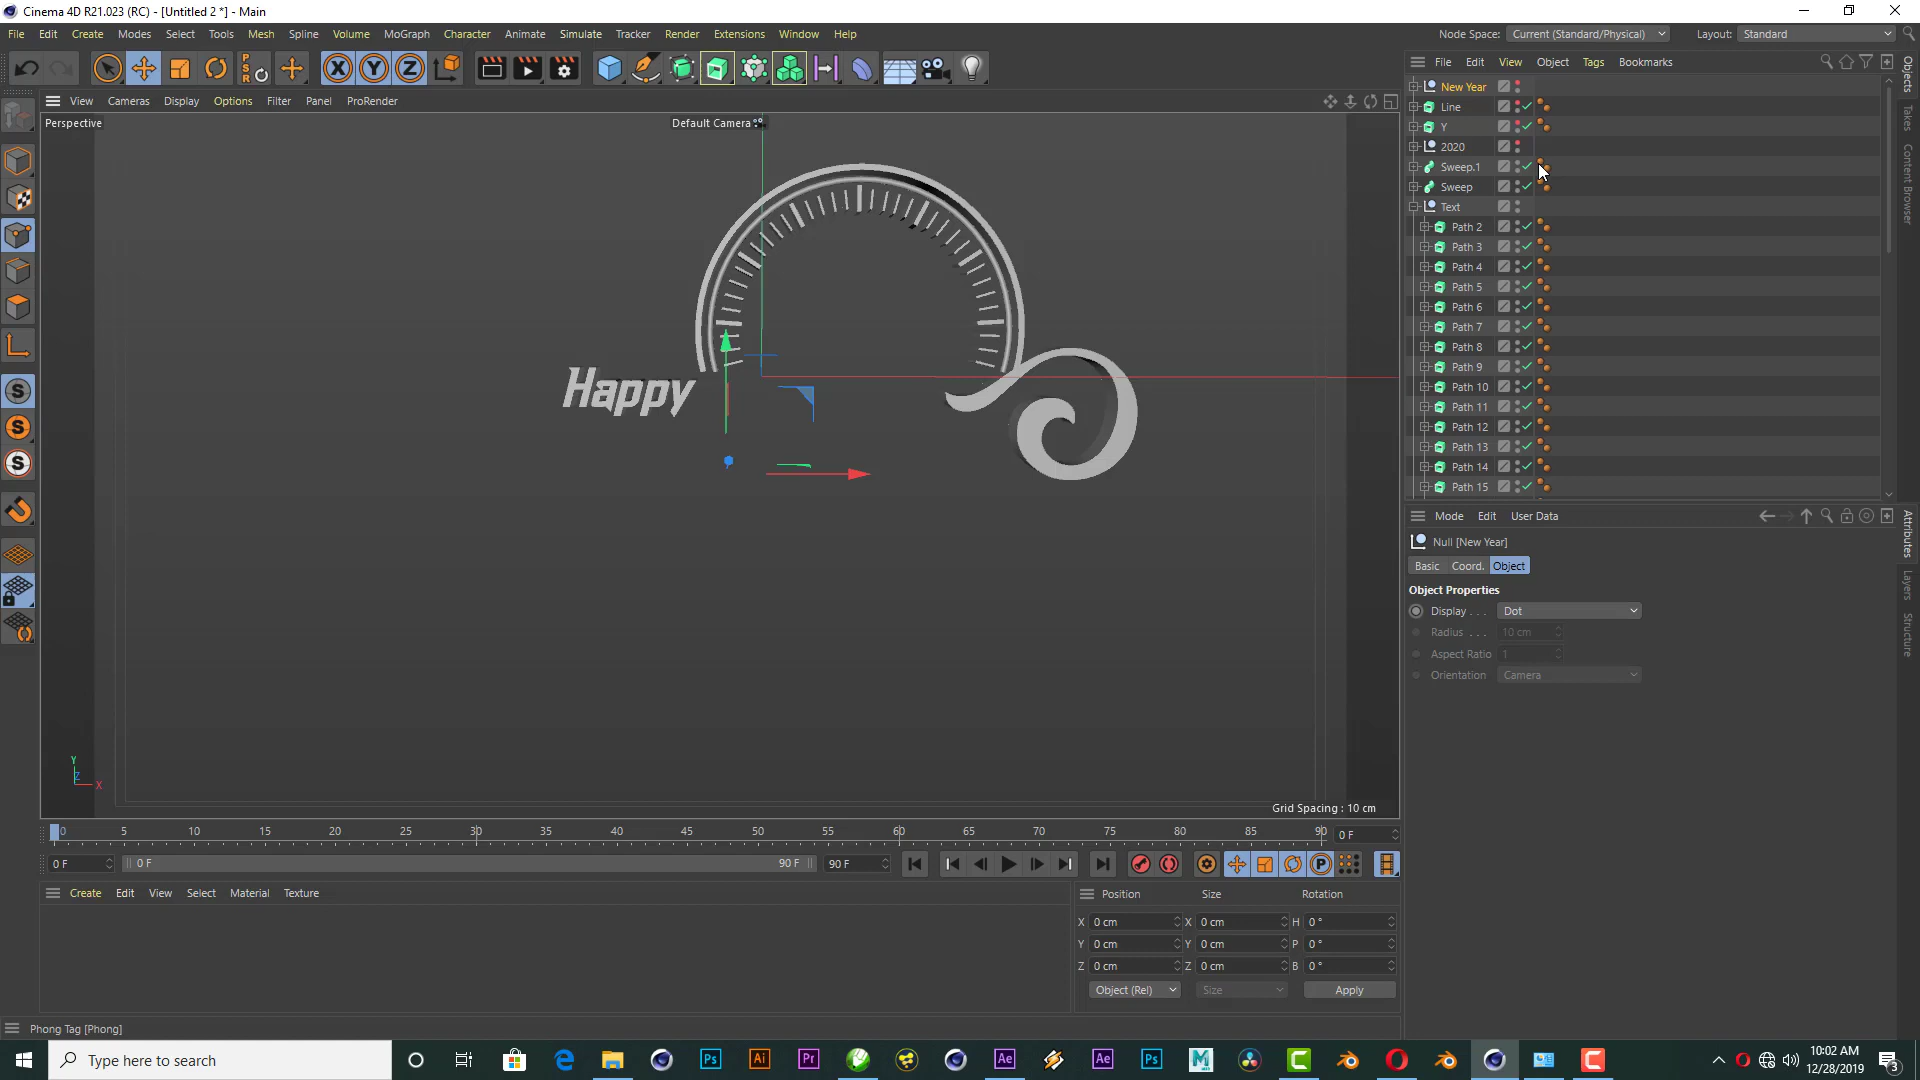 Cinema 4D R21.023 (RC) - [Untitled 2 *] - Main
File Edit Create Modes Select Tools Mesh Spline Volume MoGraph Character Animate Simulate Tracker Render Extensions Window Help Node Space: Current (Standard/Physical) Layout: Standard
File Edit View Object Tags Bookmarks
View Cameras Display Options Filter Panel ProRender
Perspective
Default Camera
New Year
Line
Y
2020
Sweep.1
Sweep
Text
Path 2
Path 3
Path 4
Path 5
Path 6
Path 7
Path 8
Path 9
Path 10
Path 11
Path 12
Path 13
Path 14
Path 15
Objects
Takes
Content Browser
Happy
Mode Edit User Data
Null [New Year]
Basic Coord. Object
Object Properties
Display . . . Dot
Radius . . . 10 cm
Aspect Ratio 1
Orientation Camera
Attributes
Layers
Structure
Y
Z
X
Grid Spacing : 10 cm
0 5 10 15 20 25 30 35 40 45 50 55 60 65 70 75 80 85 90 0 F
0 F 0 F 90 F 90 F
Create Edit View Select Material Texture
Position Size Rotation
X 0 cm X 0 cm H 0 °
Y 0 cm Y 0 cm P 0 °
Z 0 cm Z 0 cm B 0 °
Object (Rel) Size Apply
Phong Tag [Phong]
Type here to search
10:02 AM
12/28/2019
3